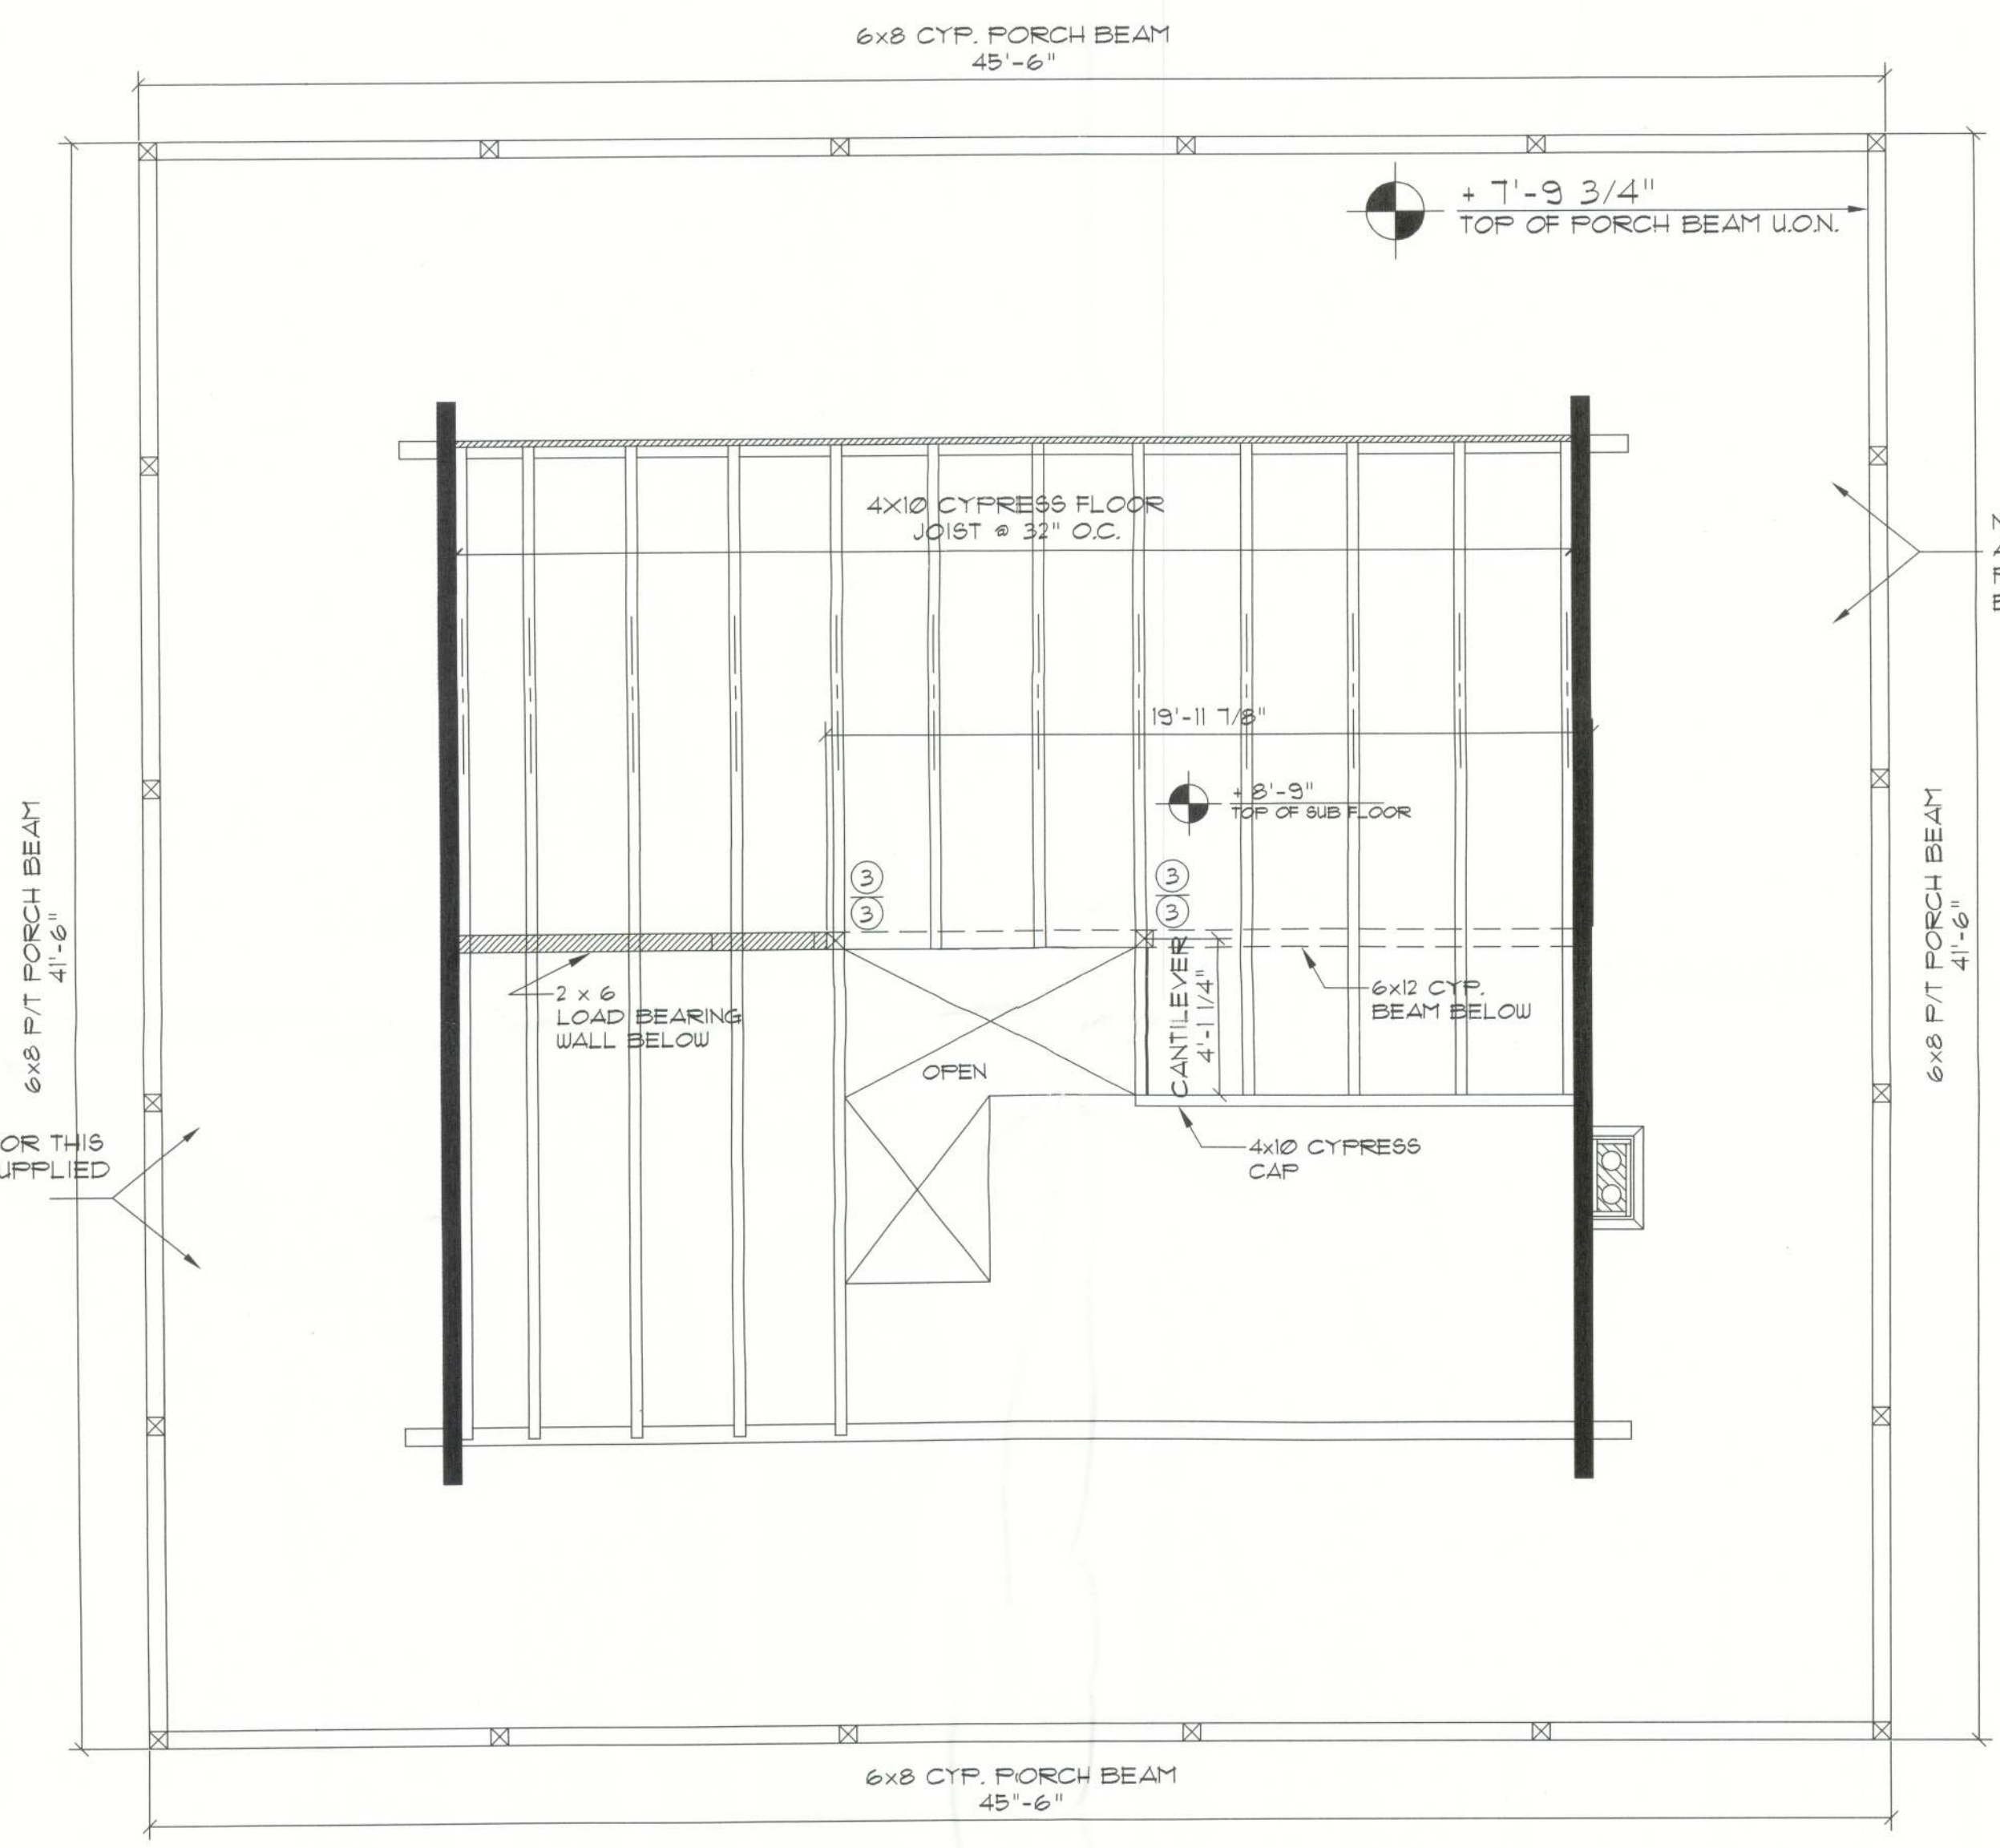 6x8 CYP. PORCH BEAM
45'-6"
+ 7'-9 3/4"
TOP OF PORCH BEAM U.O.N.
4X10 CYPRESS FLOOR
JOIST @ 32" O.C.
19'-11 7/8"
+ 8'-9"
TOP OF SUB FLOOR
3
3
3
3
6x8 P/T PORCH BEAM
41'-6"
6x8 P/T PORCH BEAM
41'-6"
2 x 6
LOAD BEARING
WALL BELOW
CANTILEVER
4'-1 1/4"
6x12 CYP.
BEAM BELOW
OPEN
4x10 CYPRESS
CAP
OR THIS
UPPLIED
6x8 CYP. PORCH BEAM
45"-6"